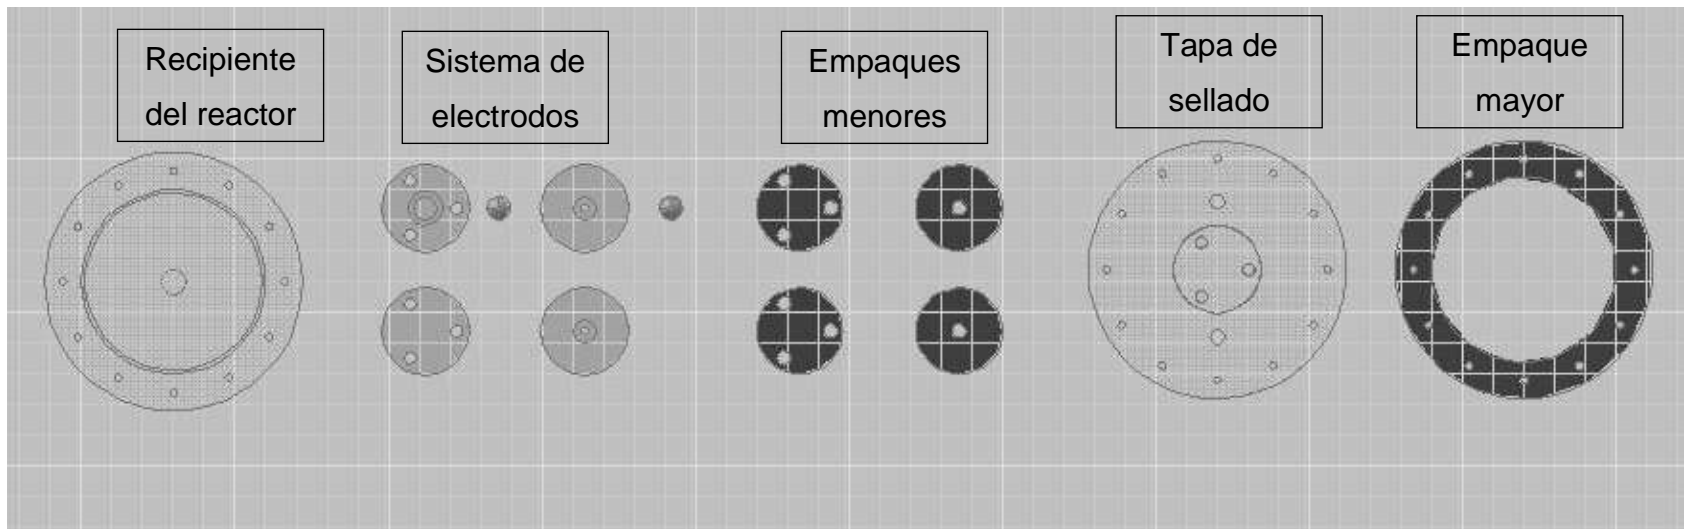 Recipiente
del reactor
Sistema de
electrodos
Empaques
menores
Tapa de
sellado
Empaque
mayor